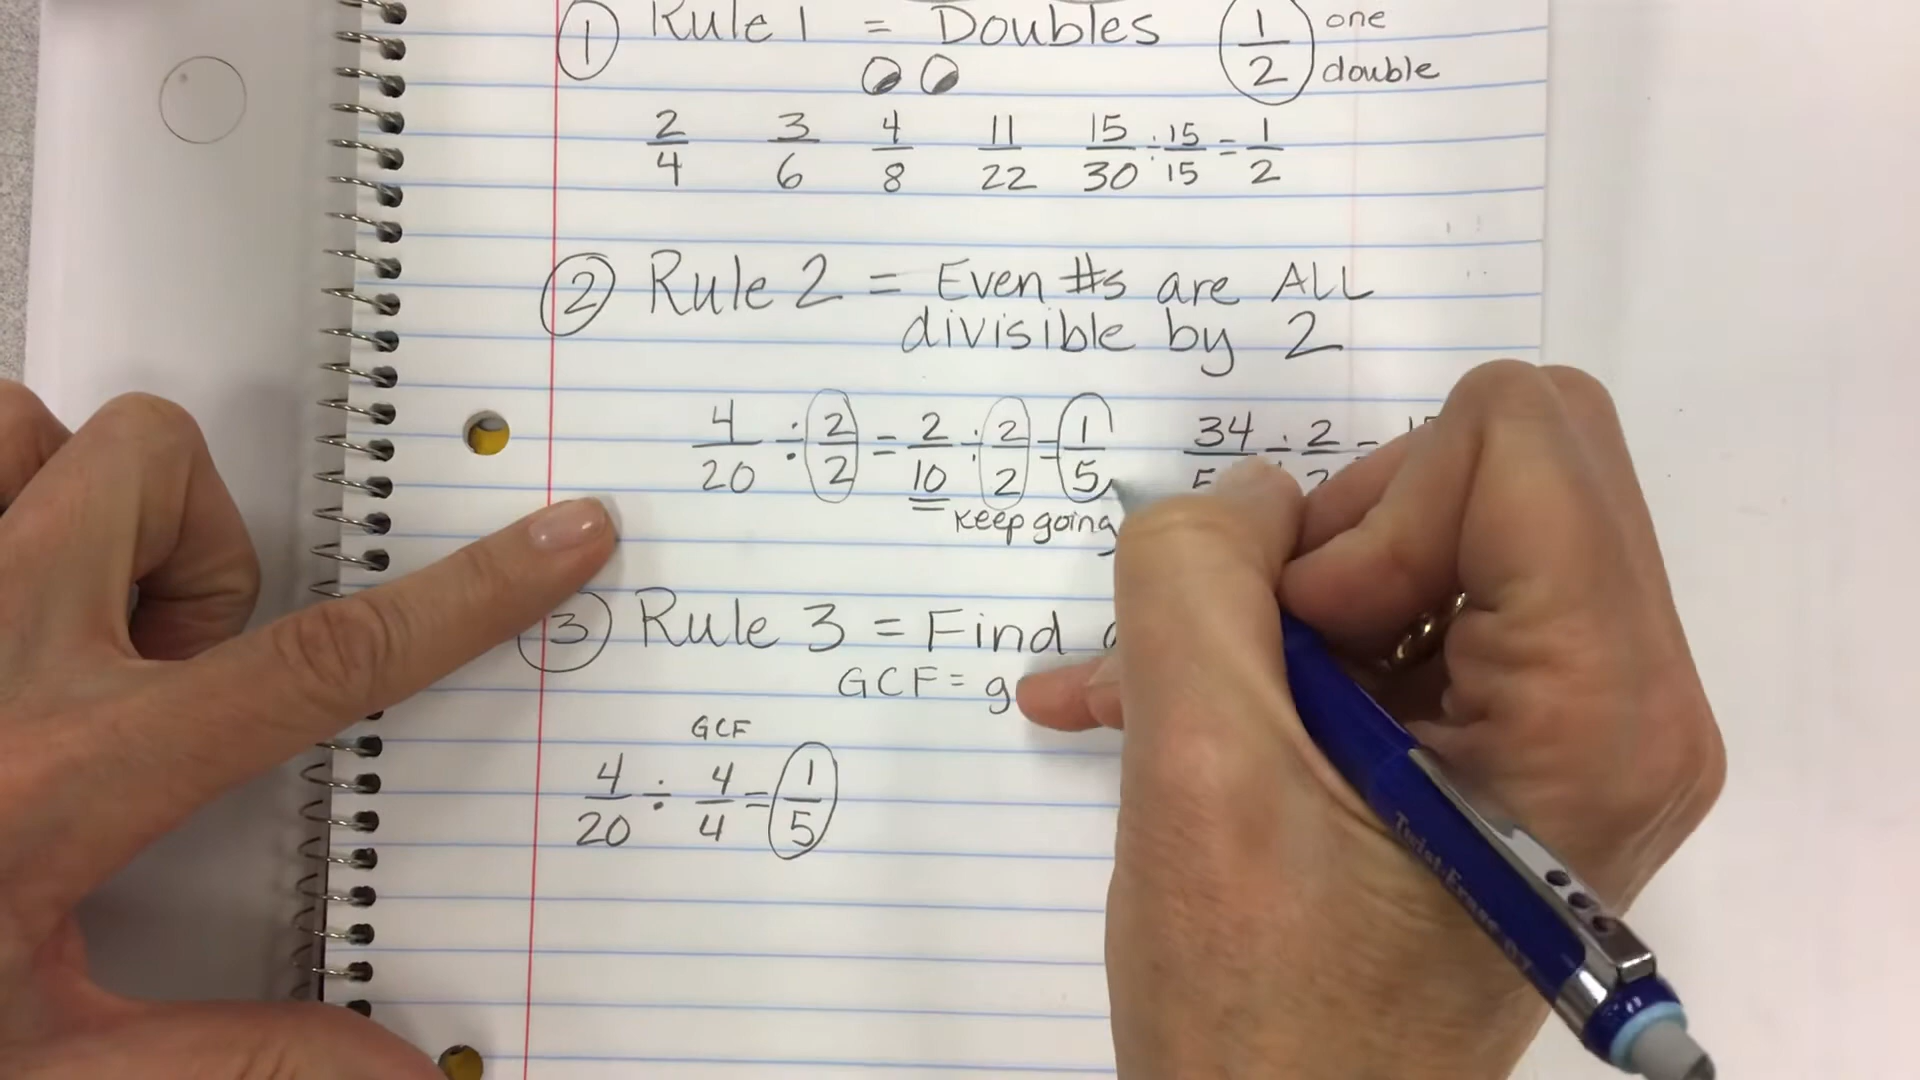 ① Rule 1 = Doubles 1/2 one double
2/4 3/6 4/8 11/22 15/30 ÷ 15/15 = 1/2
② Rule 2 = Even #s are ALL
divisible by 2
4/20 ÷ 2/2 = 2/10 ÷ 2/2 = 1/5 34 ÷ 2 =
keep going
③ Rule 3 = Find
GCF = g
GCF
4/20 ÷ 4/4 = 1/5